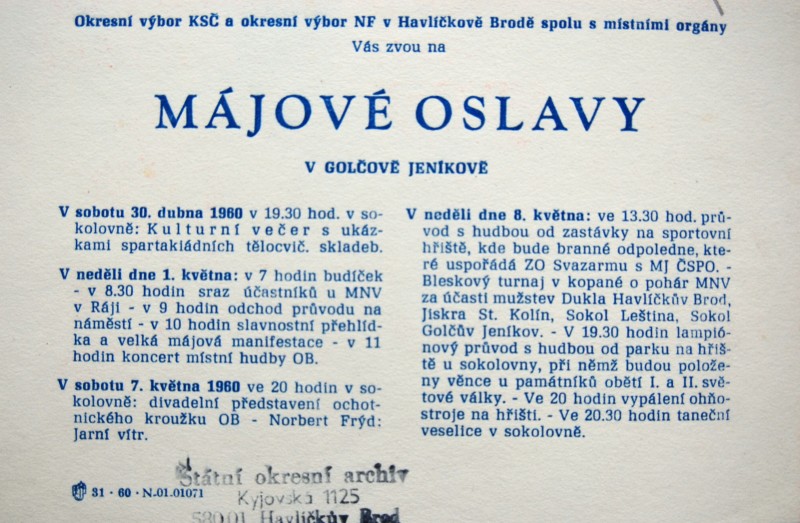 Okresní výbor KSČ a okresní výbor NF v Havlíčkově Brodě spolu s místními orgány
Vás zvou na
MÁJOVÉ OSLAVY
V GOLČOVĚ JENÍKOVĚ
V sobotu 30. dubna 1960 v 19.30 hod. v so-
kolovně: Kulturní večer s ukáz-
kami spartakiádních tělocvič. skladeb.
V neděli dne 1. května: v 7 hodin budíček
- v 8.30 hodin sraz účastníků u MNV
v Ráji - v 9 hodin odchod průvodu na
náměstí - v 10 hodin slavnostní přehlíd-
ka a velká májová manifestace - v 11
hodin koncert místní hudby OB.
V sobotu 7. května 1960 ve 20 hodin v so-
kolovně: divadelní představení ochot-
nického kroužku OB - Norbert Frýd:
Jarní vítr.
V neděli dne 8. května: ve 13.30 hod. prů-
vod s hudbou od zastávky na sportovní
hřiště, kde bude branné odpoledne, kte-
ré uspořádá ZO Svazarmu s MJ ČSPO. -
Bleskový turnaj v kopané o pohár MNV
za účasti mužstev Dukla Havlíčkův Brod,
Jiskra St. Kolín, Sokol Leština, Sokol
Golčův Jeníkov. - V 19.30 hodin lampió-
nový průvod s hudbou od parku na hřiš-
tě u sokolovny, při němž budou polože-
ny věnce u památníků obětí I. a II. svě-
tové války. - Ve 20 hodin vypálení ohňo-
stroje na hřišti. - Ve 20.30 hodin taneční
veselice v sokolovně.
31 · 60 · N-01.01071
Státní okresní archiv
Kyjovská 1125
58001 Havlíčkův Brod